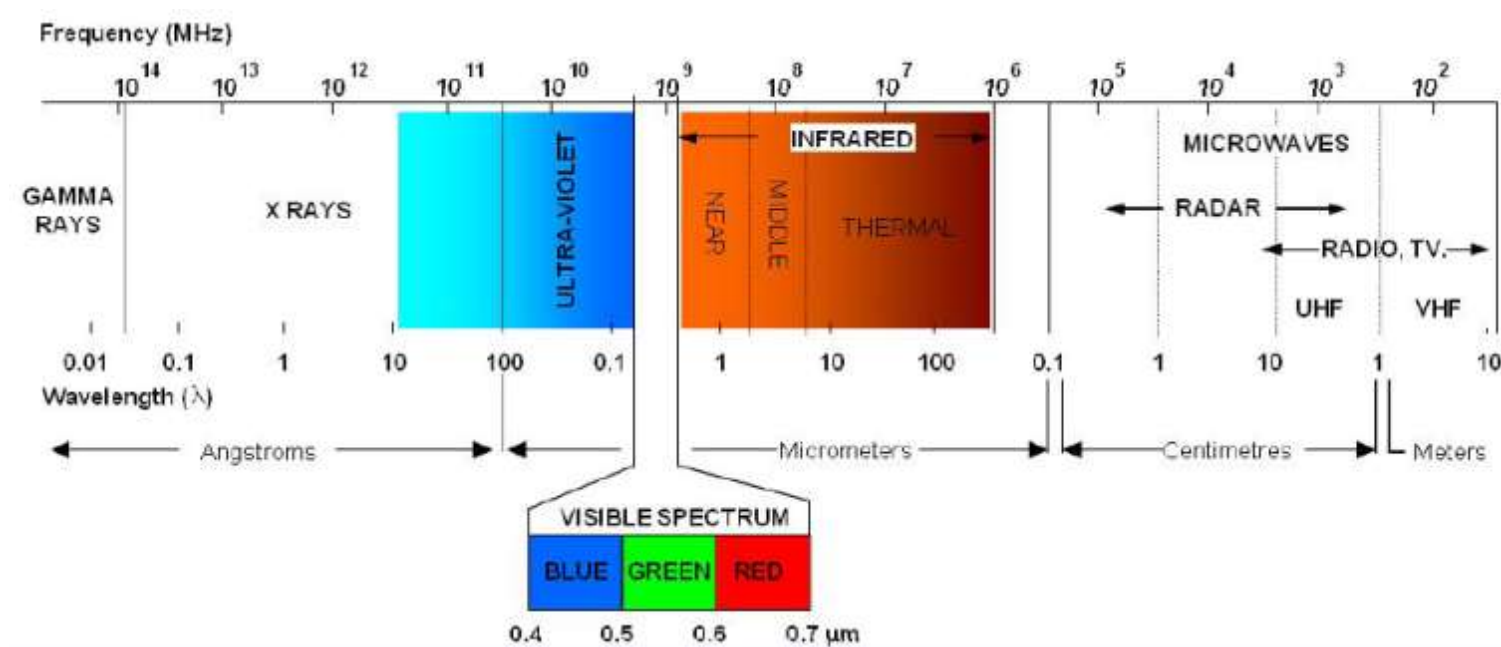 Frequency (MHz)
10^14 10^13 10^12 10^11 10^10 10^9 10^8 10^7 10^6 10^5 10^4 10^3 10^2
GAMMA RAYS
X RAYS
ULTRA-VIOLET
INFRARED
NEAR
MIDDLE
THERMAL
MICROWAVES
RADAR
RADIO, TV.
UHF VHF
0.01 0.1 1 10 100 0.1 1 10 100 0.1 1 10 1 10
Wavelength (λ)
Angstroms Micrometers Centimetres Meters
VISIBLE SPECTRUM
BLUE GREEN RED
0.4 0.5 0.6 0.7 µm